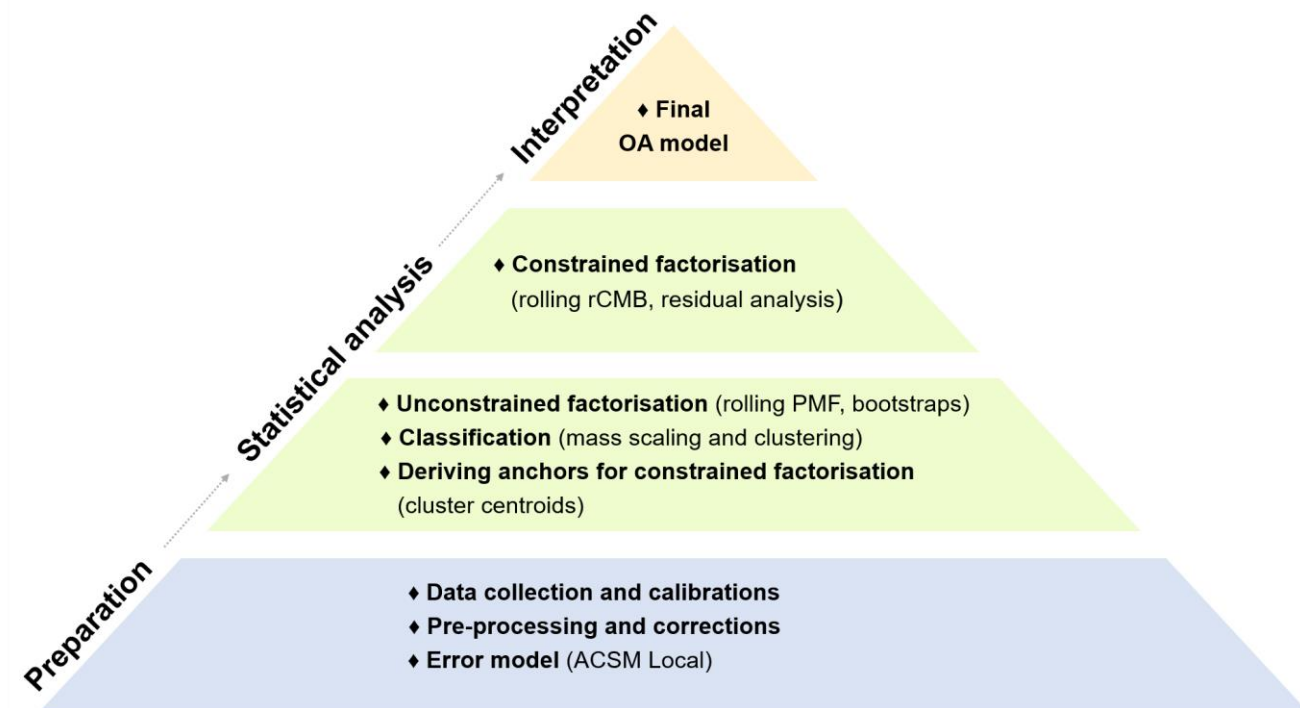 Interpretation
♦ Final
OA model
Statistical analysis
♦ Constrained factorisation
(rolling rCMB, residual analysis)
♦ Unconstrained factorisation (rolling PMF, bootstraps)
♦ Classification (mass scaling and clustering)
♦ Deriving anchors for constrained factorisation
(cluster centroids)
Preparation
♦ Data collection and calibrations
♦ Pre-processing and corrections
♦ Error model (ACSM Local)